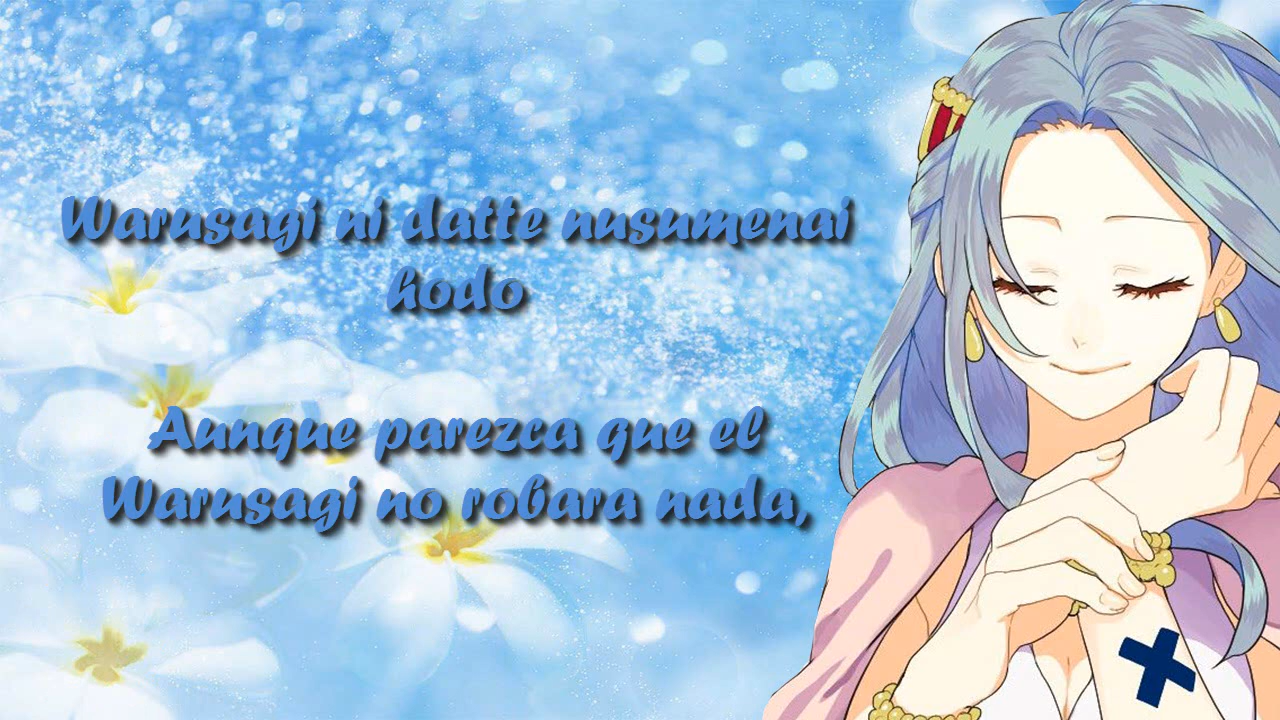 Warusagi ni datte nusumenai
hodo
Aunque parezca que el
Warusagi no robara nada,